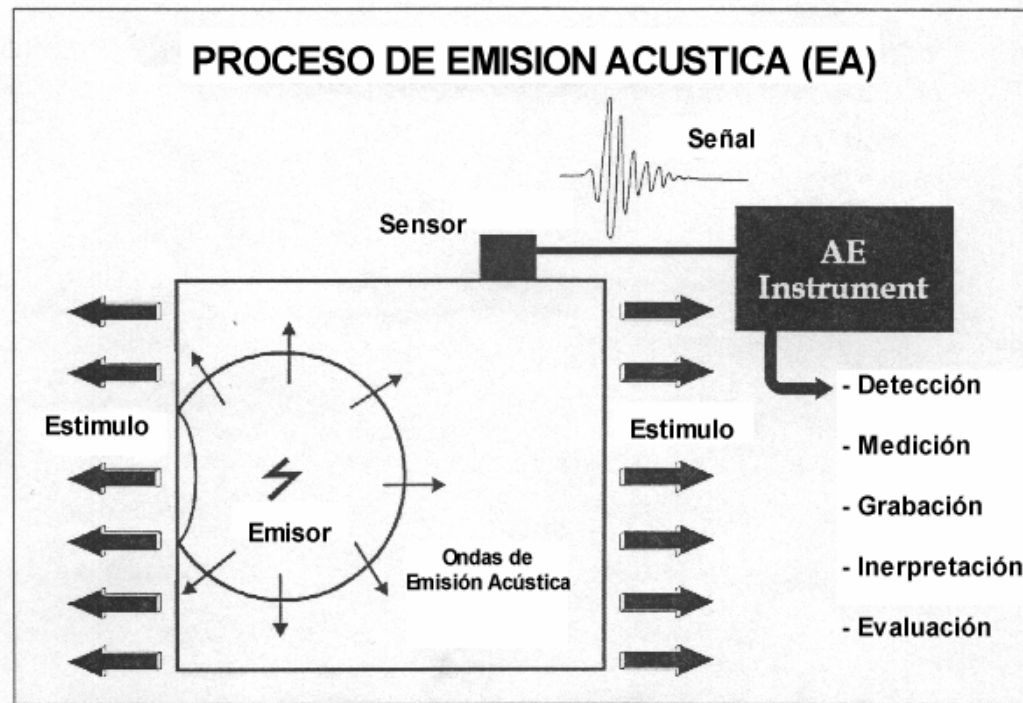 PROCESO DE EMISION ACUSTICA (EA)
Señal
Sensor
AE
Instrument
Estimulo
Estimulo
Emisor
Ondas de
Emisión Acústica
- Detección
- Medición
- Grabación
- Inerpretación
- Evaluación